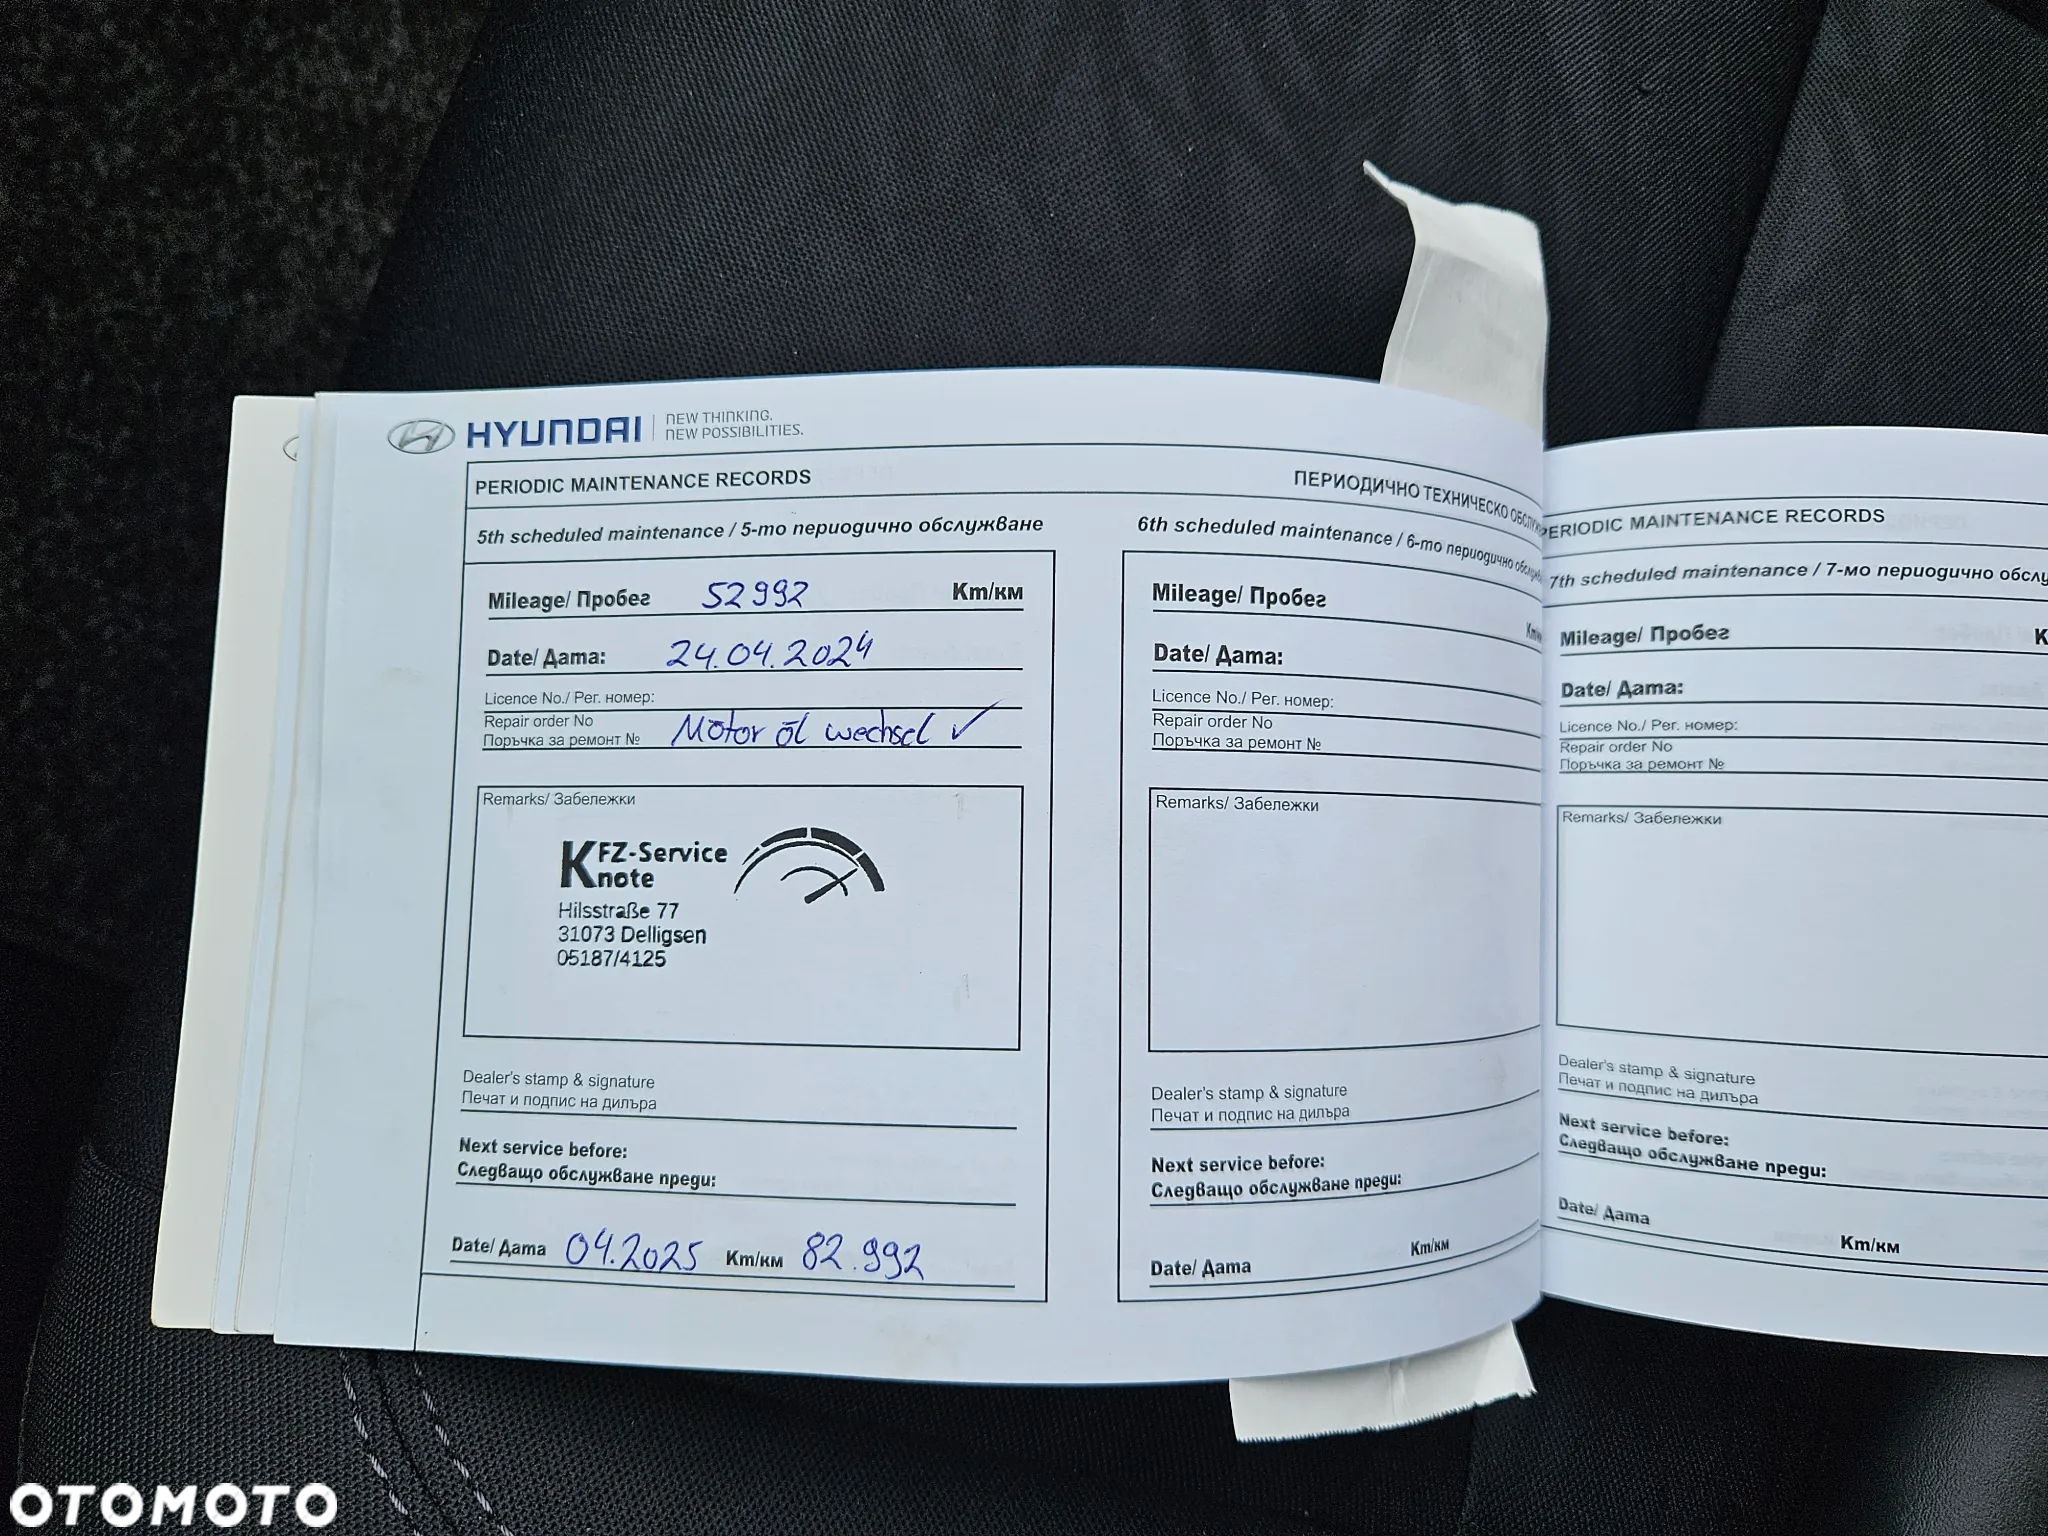 HYUNDAI NEW THINKING.
NEW POSSIBILITIES.
PERIODIC MAINTENANCE RECORDS
ПЕРИОДИЧНО ТЕХНИЧЕСКО
5th scheduled maintenance / 5-то периодично обслужване
Mileage/ Пробег 52992 Km/км
Date/ Дата: 24.04.2024
Licence No./ Рег. номер:
Repair order No
Поръчка за ремонт №
Motor öl wechsel ✓
Remarks/ Забележки
KFZ-Service
Knote
Hilsstraße 77
31073 Delligsen
05187/4125
Dealer's stamp & signature
Печат и подпис на дилъра
Next service before:
Следващо обслужване преди:
Date/ Дата 04.2025 Km/км 82.992
6th scheduled maintenance / 6-то периодично
Mileage/ Пробег
Date/ Дата:
Licence No./ Рег. номер:
Repair order No
Поръчка за ремонт №
Remarks/ Забележки
Dealer's stamp & signature
Печат и подпис на дилъра
Next service before:
Следващо обслужване преди:
Date/ Дата Km/км
PERIODIC MAINTENANCE RECORDS
7th scheduled maintenance / 7-мо периодично
Mileage/ Пробег
Date/ Дата:
Licence No./ Рег. номер:
Repair order No
Поръчка за ремонт №
Remarks/ Забележки
Dealer's stamp & signature
Печат и подпис на дилъра
Next service before:
Следващо обслужване преди:
Date/ Дата Km/км
OTOMOTO